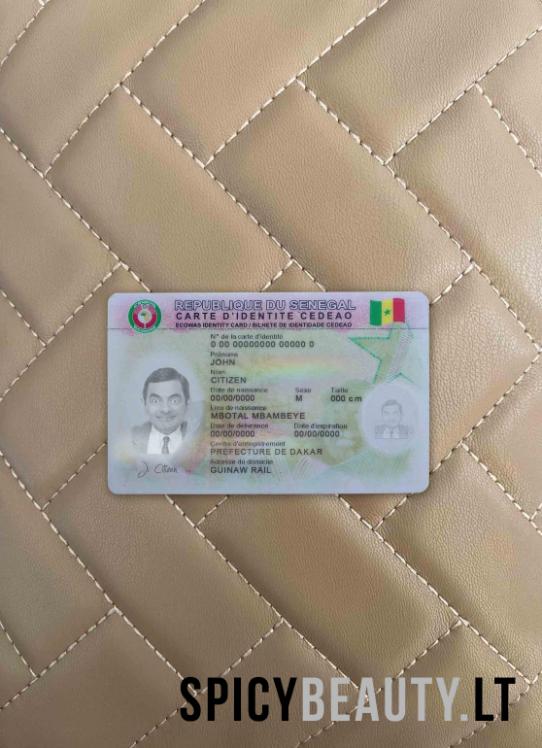 REPUBLIQUE DU SENEGAL
CARTE D'IDENTITE CEDEAO
ECOWAS IDENTITY CARD / BILHETE DE IDENTIDADE CEDEAO
N° de la carte d'identité
0 00 00000000 00000 0
Prénoms
JOHN
Nom
CITIZEN
Date de naissance Sexe Taille
00/00/0000 M 000 cm
Lieu de naissance
MBOTAL MBAMBEYE
Date de délivrance Date d'expiration
00/00/0000 00/00/0000
Centre d'enregistrement
PREFECTURE DE DAKAR
Adresse du domicile
GUINAW RAIL
J. Citizen
SPICYBEAUTY.LT